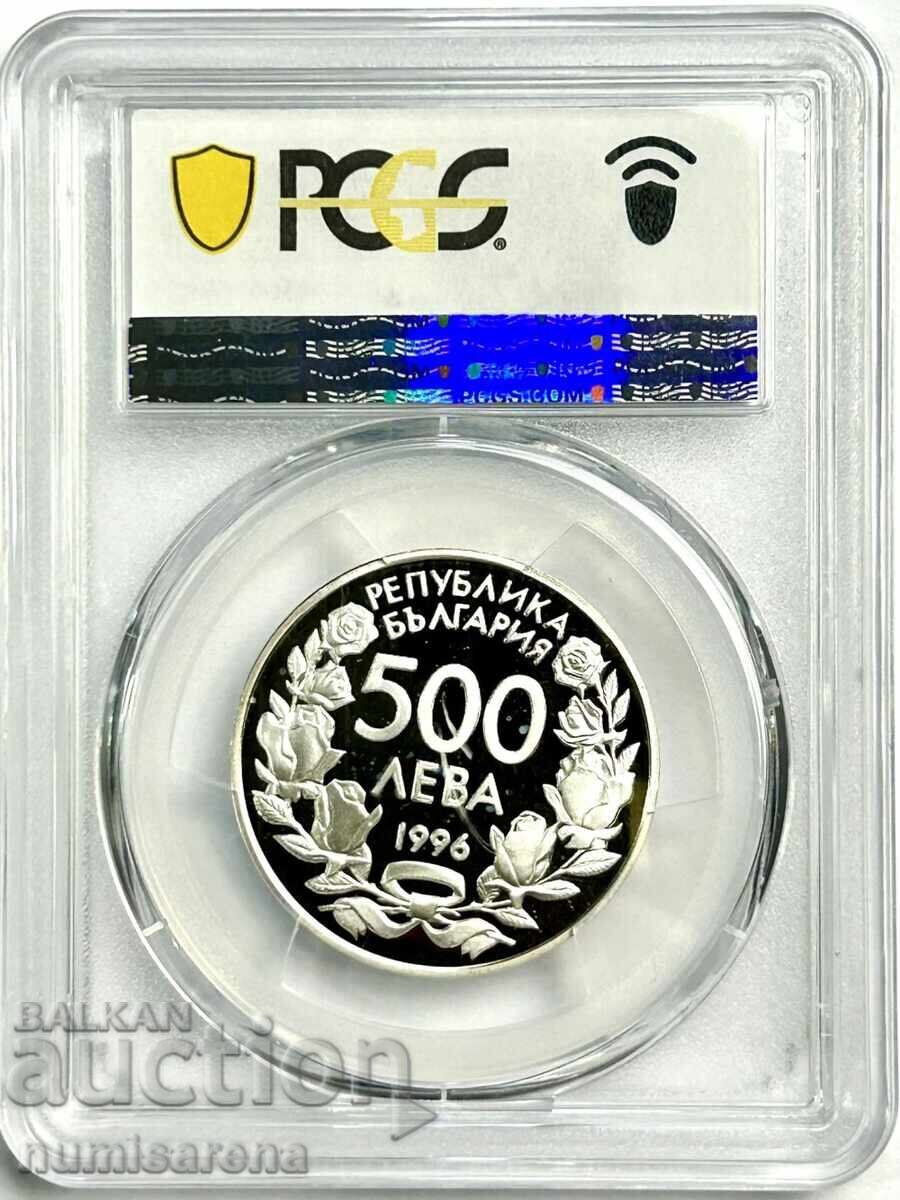 PCGS®
PCGS.COM
РЕПУБЛИКА
БЪЛГАРИЯ
500
ЛЕВА
1996
BALKAN
auction
numisarena